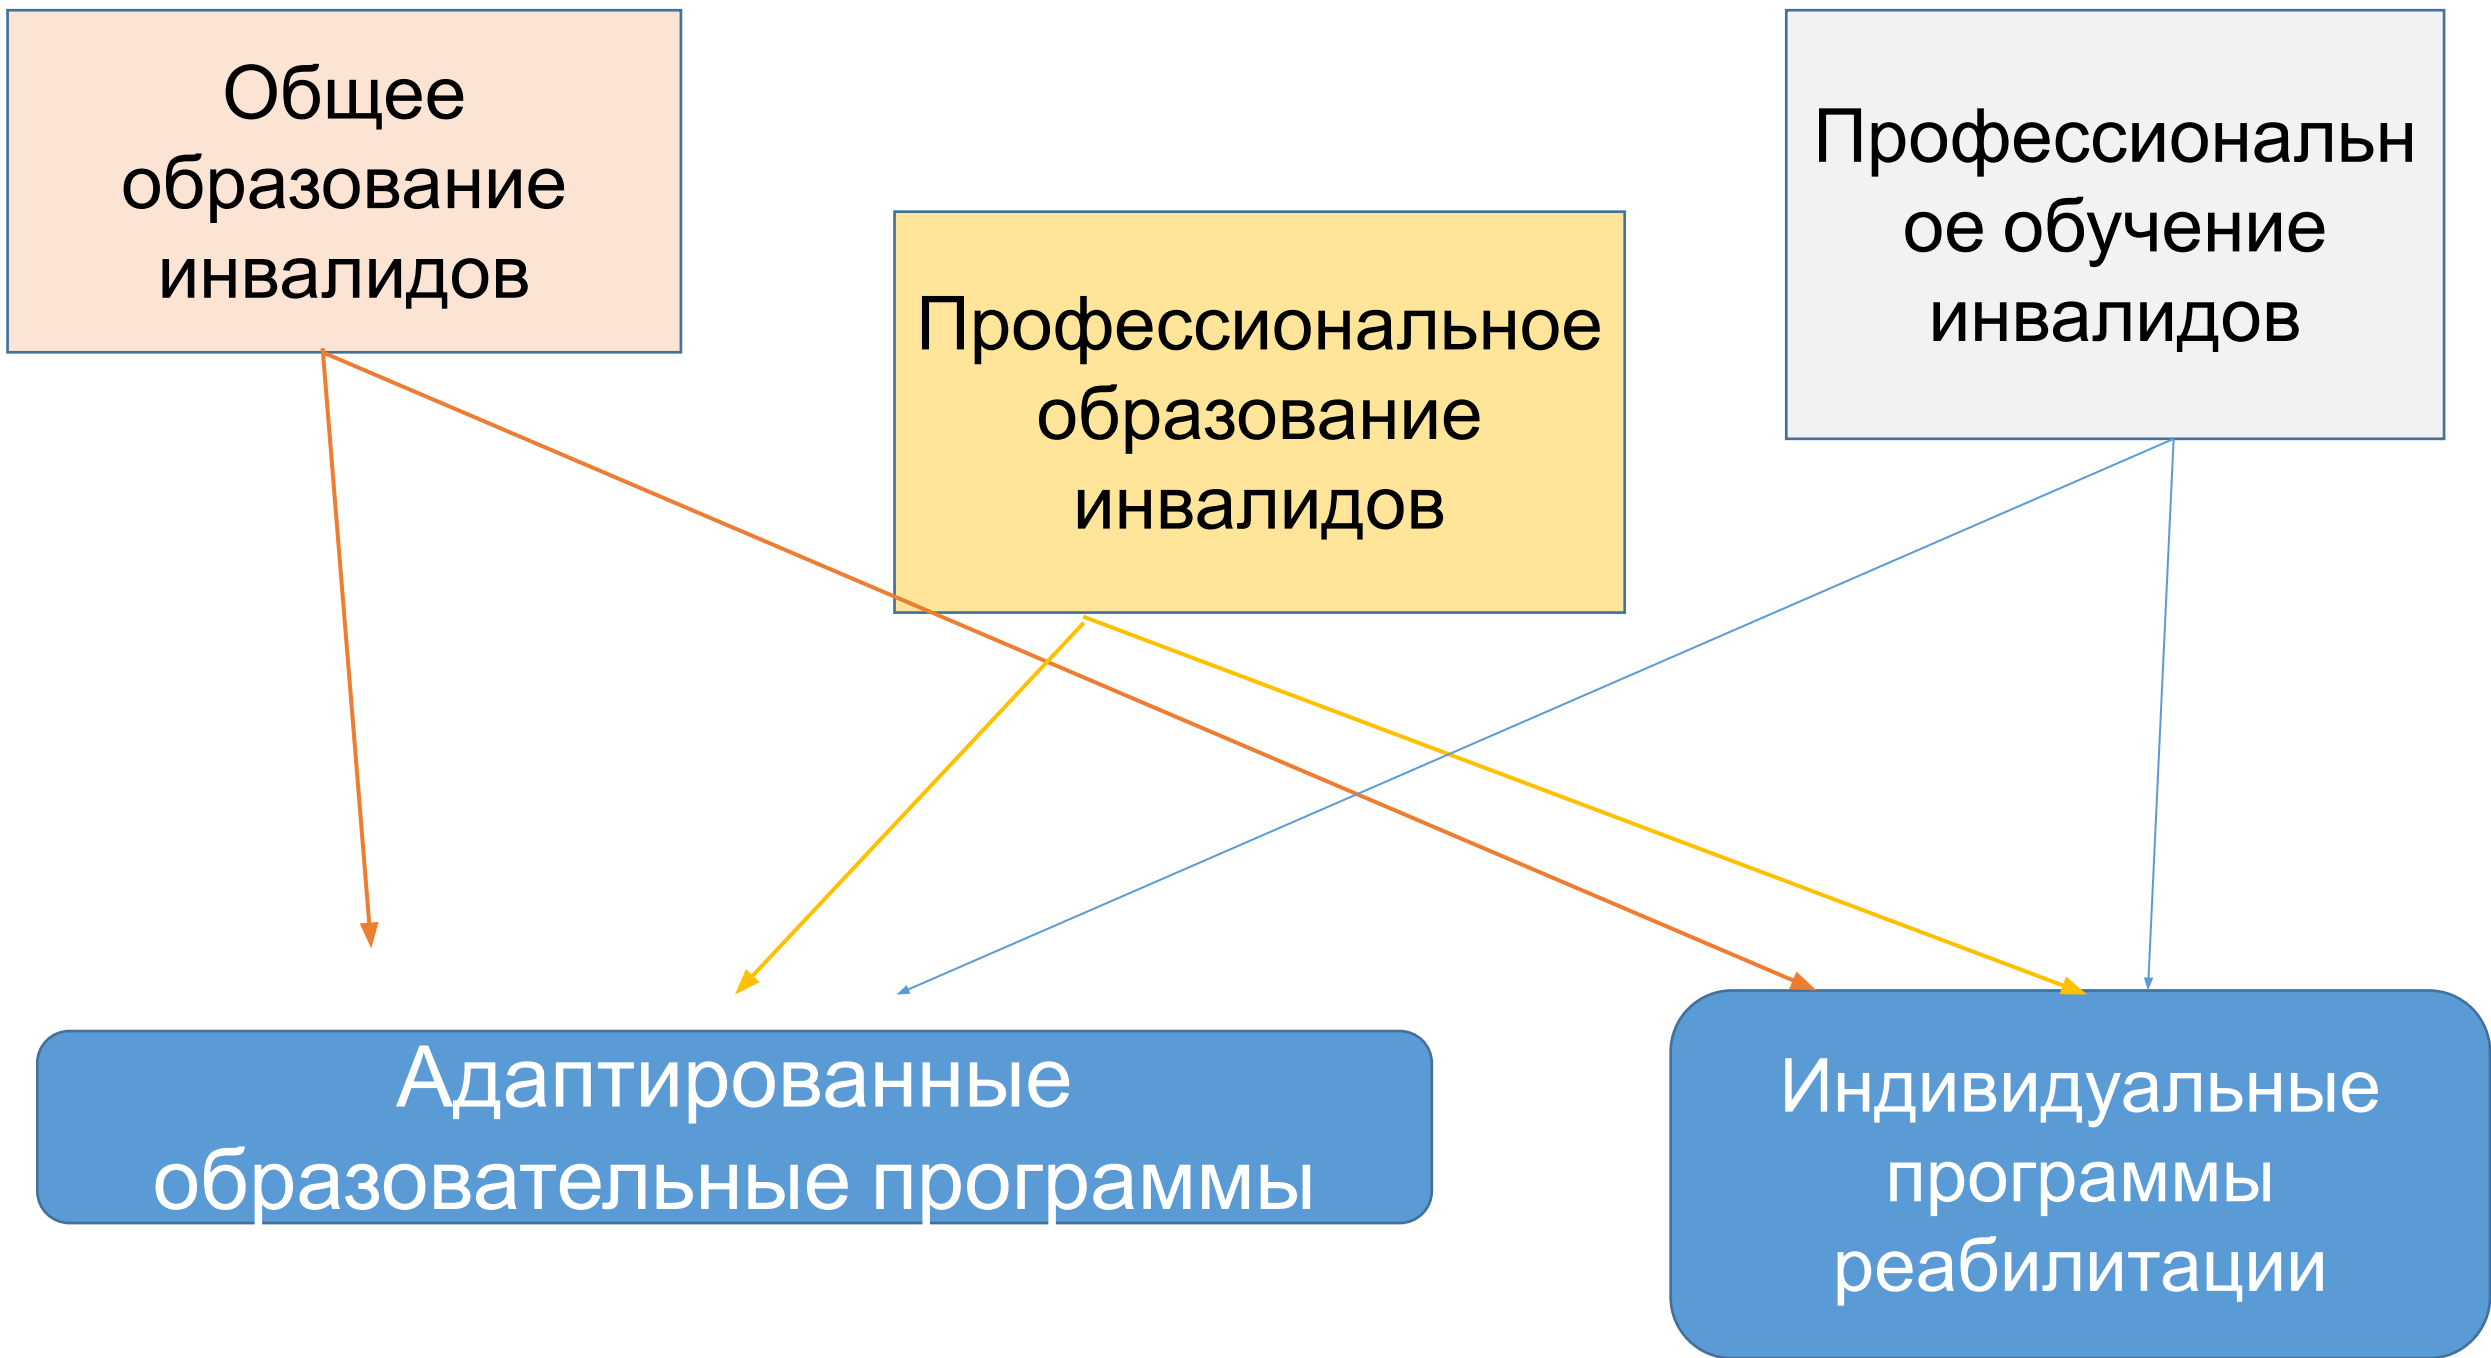 Общее
образование
инвалидов
Профессиональное
образование
инвалидов
Профессиональн
ое обучение
инвалидов
Адаптированные
образовательные программы
Индивидуальные
программы
реабилитации